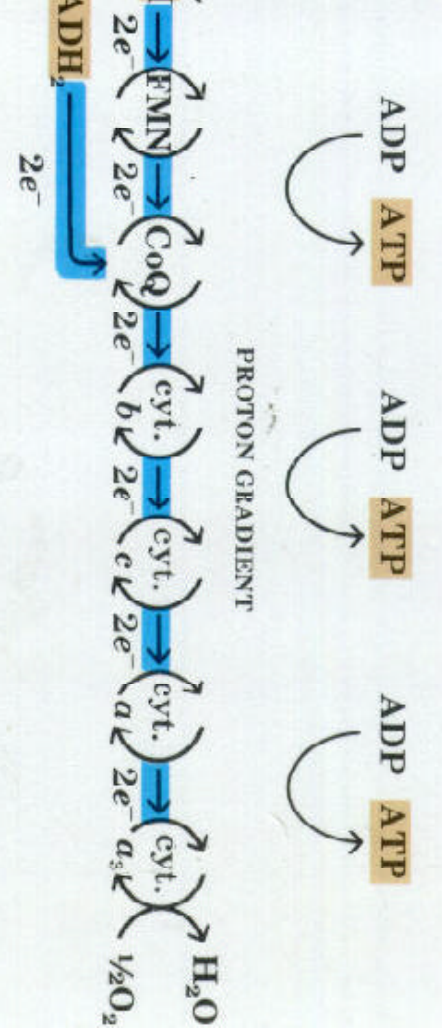 ADP ATP ADP ATP ADP ATP
PROTON GRADIENT
H₂O
FMN CoQ cyt. b cyt. c cyt. a cyt. a₃
2e⁻ 2e⁻ 2e⁻ 2e⁻ 2e⁻ 2e⁻ ½O₂
ADH₂
2e⁻